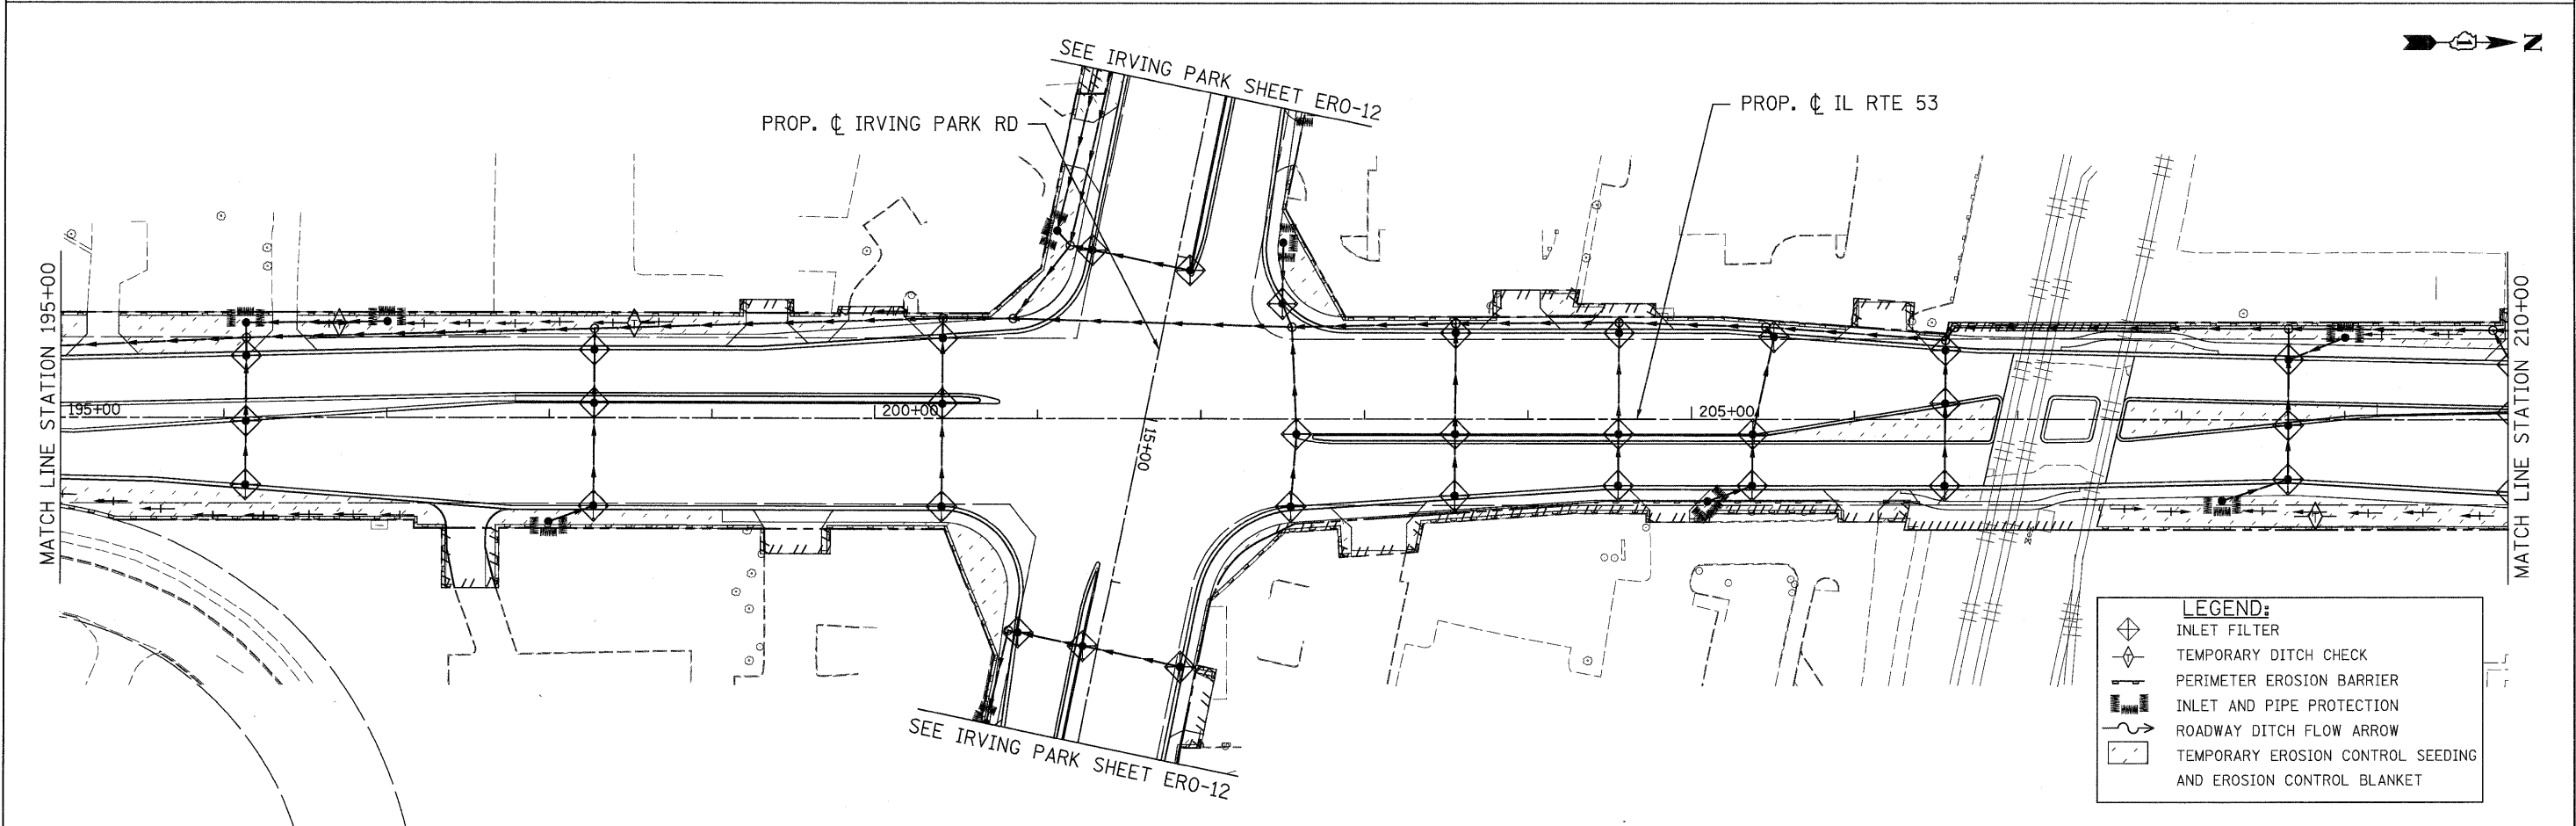 N
SEE IRVING PARK SHEET ERO-12
PROP. ℄ IRVING PARK RD
PROP. ℄ IL RTE 53
MATCH LINE STATION 195+00
MATCH LINE STATION 210+00
195+00
200+00
205+00
15+00
SEE IRVING PARK SHEET ERO-12
LEGEND:
INLET FILTER
T TEMPORARY DITCH CHECK
PERIMETER EROSION BARRIER
INLET AND PIPE PROTECTION
ROADWAY DITCH FLOW ARROW
TEMPORARY EROSION CONTROL SEEDING
AND EROSION CONTROL BLANKET